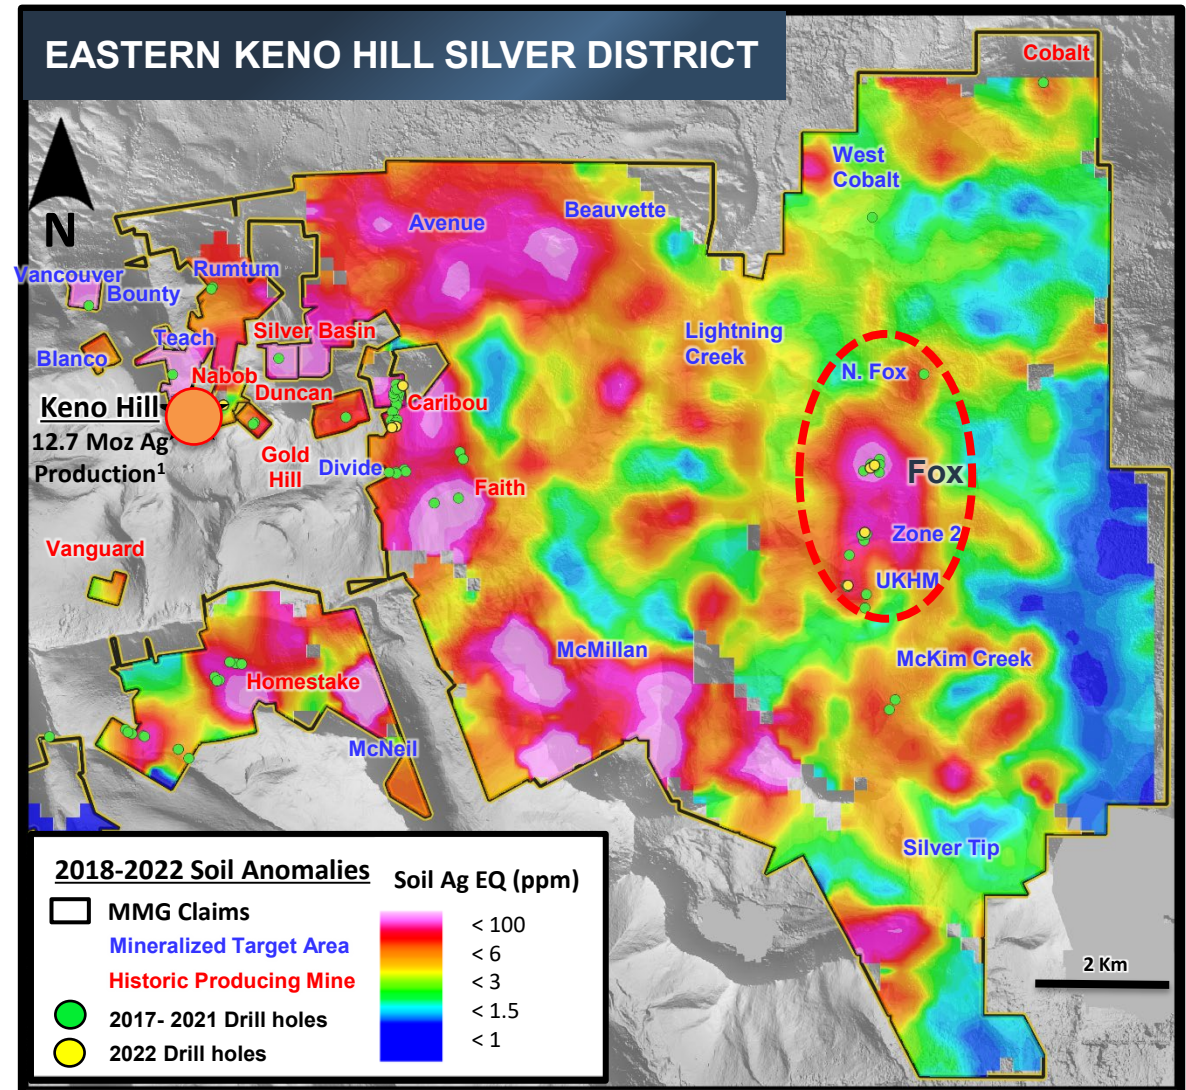 EASTERN KENO HILL SILVER DISTRICT
Cobalt
West
Cobalt
N
Avenue
Beauvette
Vancouver
Rumtum
Bounty
Teach
Silver Basin
Lightning
Creek
Blanco
Nabob
Duncan
N. Fox
Keno Hill
Caribou
12.7 Moz Ag
Production¹
Gold
Hill
Divide
Faith
Fox
Zone 2
Vanguard
UKHM
McMillan
McKim Creek
Homestake
McNeil
Silver Tip
2018-2022 Soil Anomalies
MMG Claims
Mineralized Target Area
Historic Producing Mine
2017- 2021 Drill holes
2022 Drill holes
Soil Ag EQ (ppm)
< 100
< 6
< 3
< 1.5
< 1
2 Km